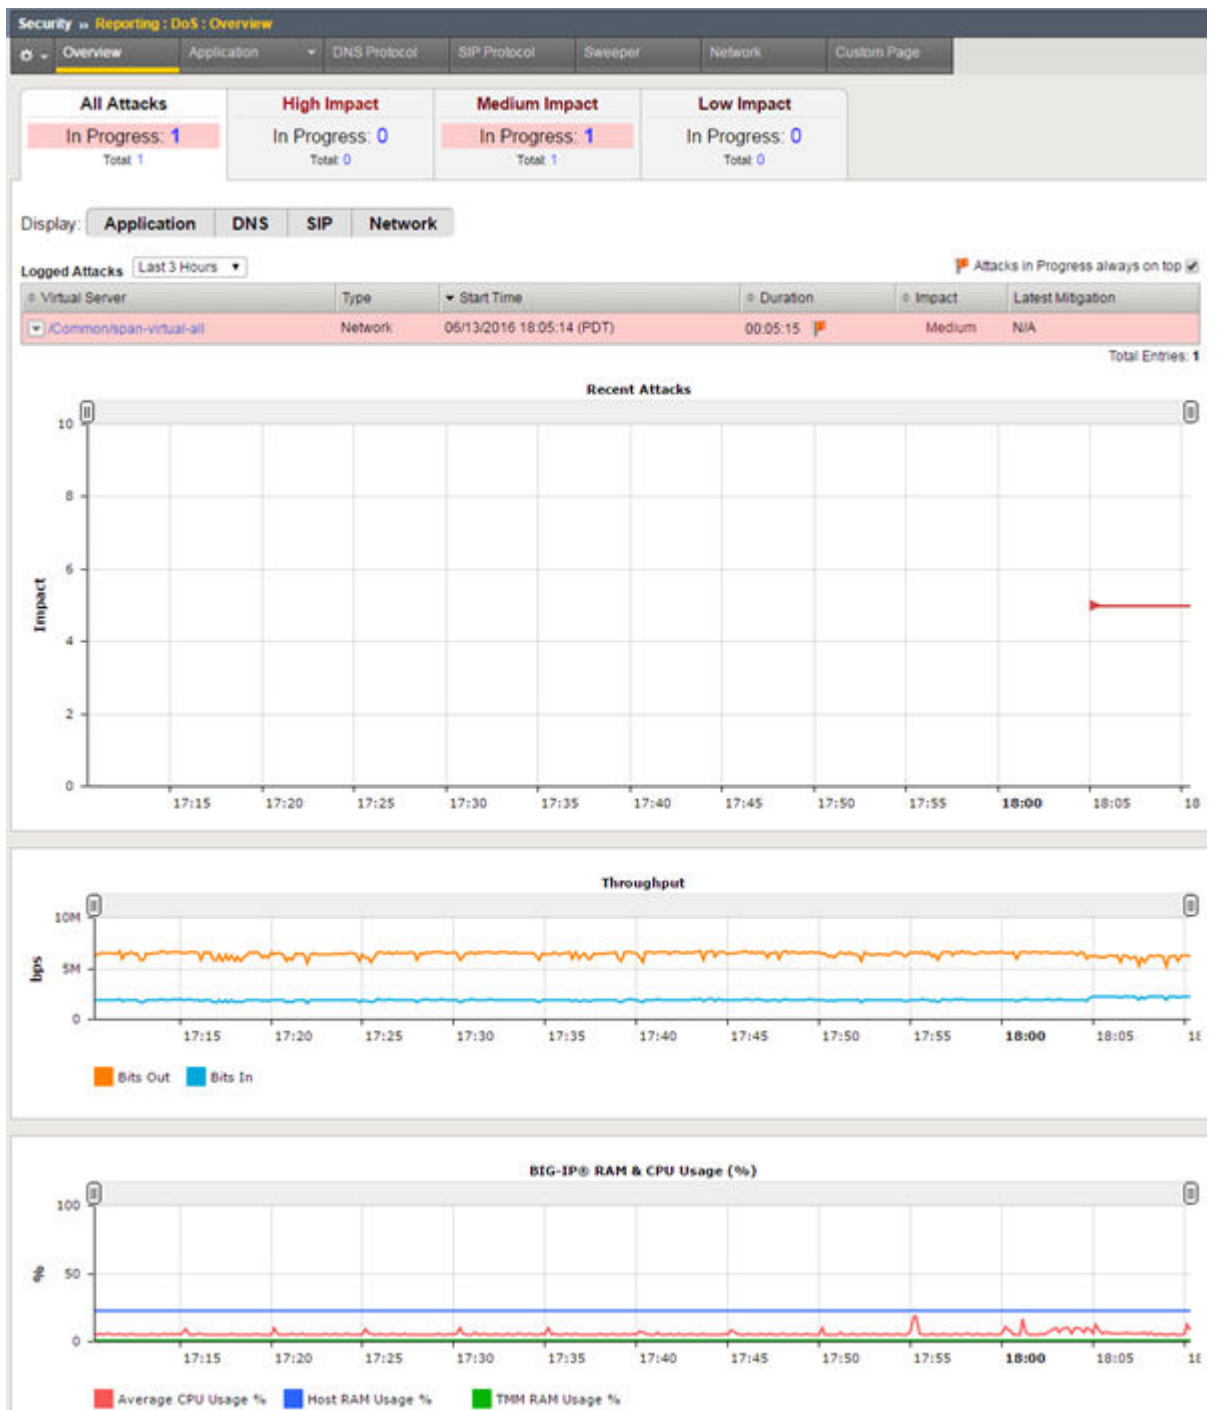 Security » Reporting : DoS : Overview
Overview Application DNS Protocol SIP Protocol Sweeper Network Custom Page
All Attacks High Impact Medium Impact Low Impact
In Progress: 1 In Progress: 0 In Progress: 1 In Progress: 0
Total: 1 Total: 0 Total: 1 Total: 0
Display: Application DNS SIP Network
Logged Attacks Last 3 Hours Attacks in Progress always on top
Virtual Server Type Start Time Duration Impact Latest Mitigation
/Common/span-virtual-all Network 06/13/2016 18:05:14 (PDT) 00:05:15 Medium N/A
Total Entries: 1
Recent Attacks
10
8
6
4
2
0
Impact
17:15 17:20 17:25 17:30 17:35 17:40 17:45 17:50 17:55 18:00 18:05 18
Throughput
10M
5M
0
bps
17:15 17:20 17:25 17:30 17:35 17:40 17:45 17:50 17:55 18:00 18:05 18
Bits Out Bits In
BIG-IP® RAM & CPU Usage (%)
100
50
0
%
17:15 17:20 17:25 17:30 17:35 17:40 17:45 17:50 17:55 18:00 18:05 18
Average CPU Usage % Host RAM Usage % TMM RAM Usage %